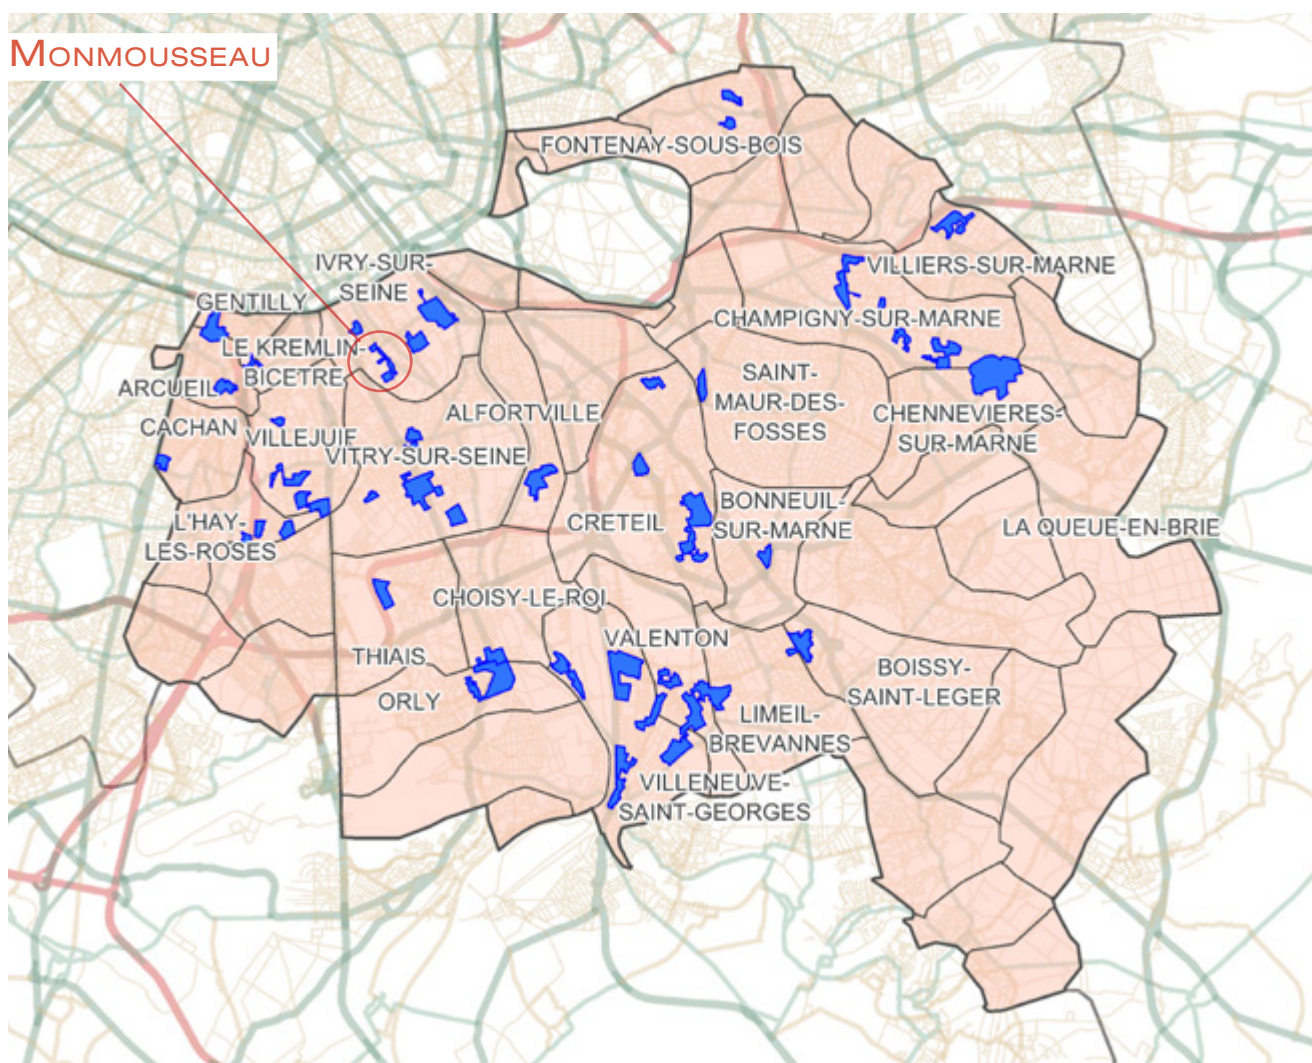 MONMOUSSEAU
FONTENAY-SOUS-BOIS
IVRY-SUR-
SEINE
GENTILLY
VILLIERS-SUR-MARNE
CHAMPIGNY-SUR-MARNE
LE KREMLIN-
BICETRE
ARCUEIL
SAINT-
MAUR-DES-
FOSSES
CACHAN
VILLEJUIF
ALFORTVILLE
CHENNEVIERES-
SUR-MARNE
VITRY-SUR-SEINE
L'HAY-
LES-ROSES
CRETEIL
BONNEUIL-
SUR-MARNE
LA QUEUE-EN-BRIE
CHOISY-LE-ROI
THIAIS
VALENTON
BOISSY-
SAINT-LEGER
ORLY
LIMEIL-
BREVANNES
VILLENEUVE-
SAINT-GEORGES